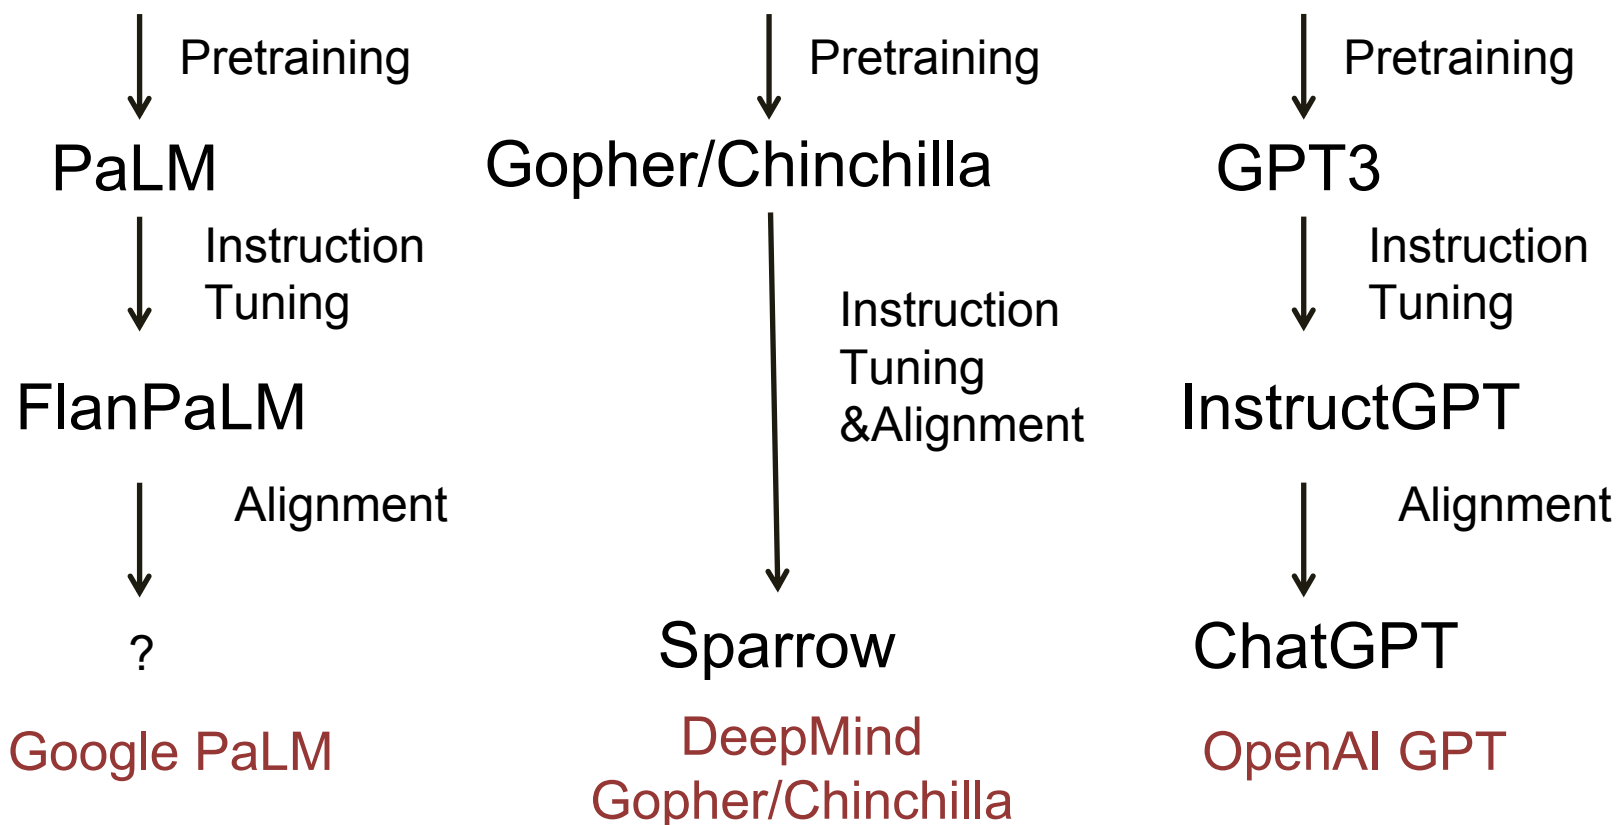 Pretraining
Pretraining
Pretraining
PaLM
Gopher/Chinchilla
GPT3
Instruction
Tuning
Instruction
Tuning
&Alignment
Instruction
Tuning
FlanPaLM
InstructGPT
Alignment
Alignment
?
Sparrow
ChatGPT
Google PaLM
DeepMind
Gopher/Chinchilla
OpenAI GPT